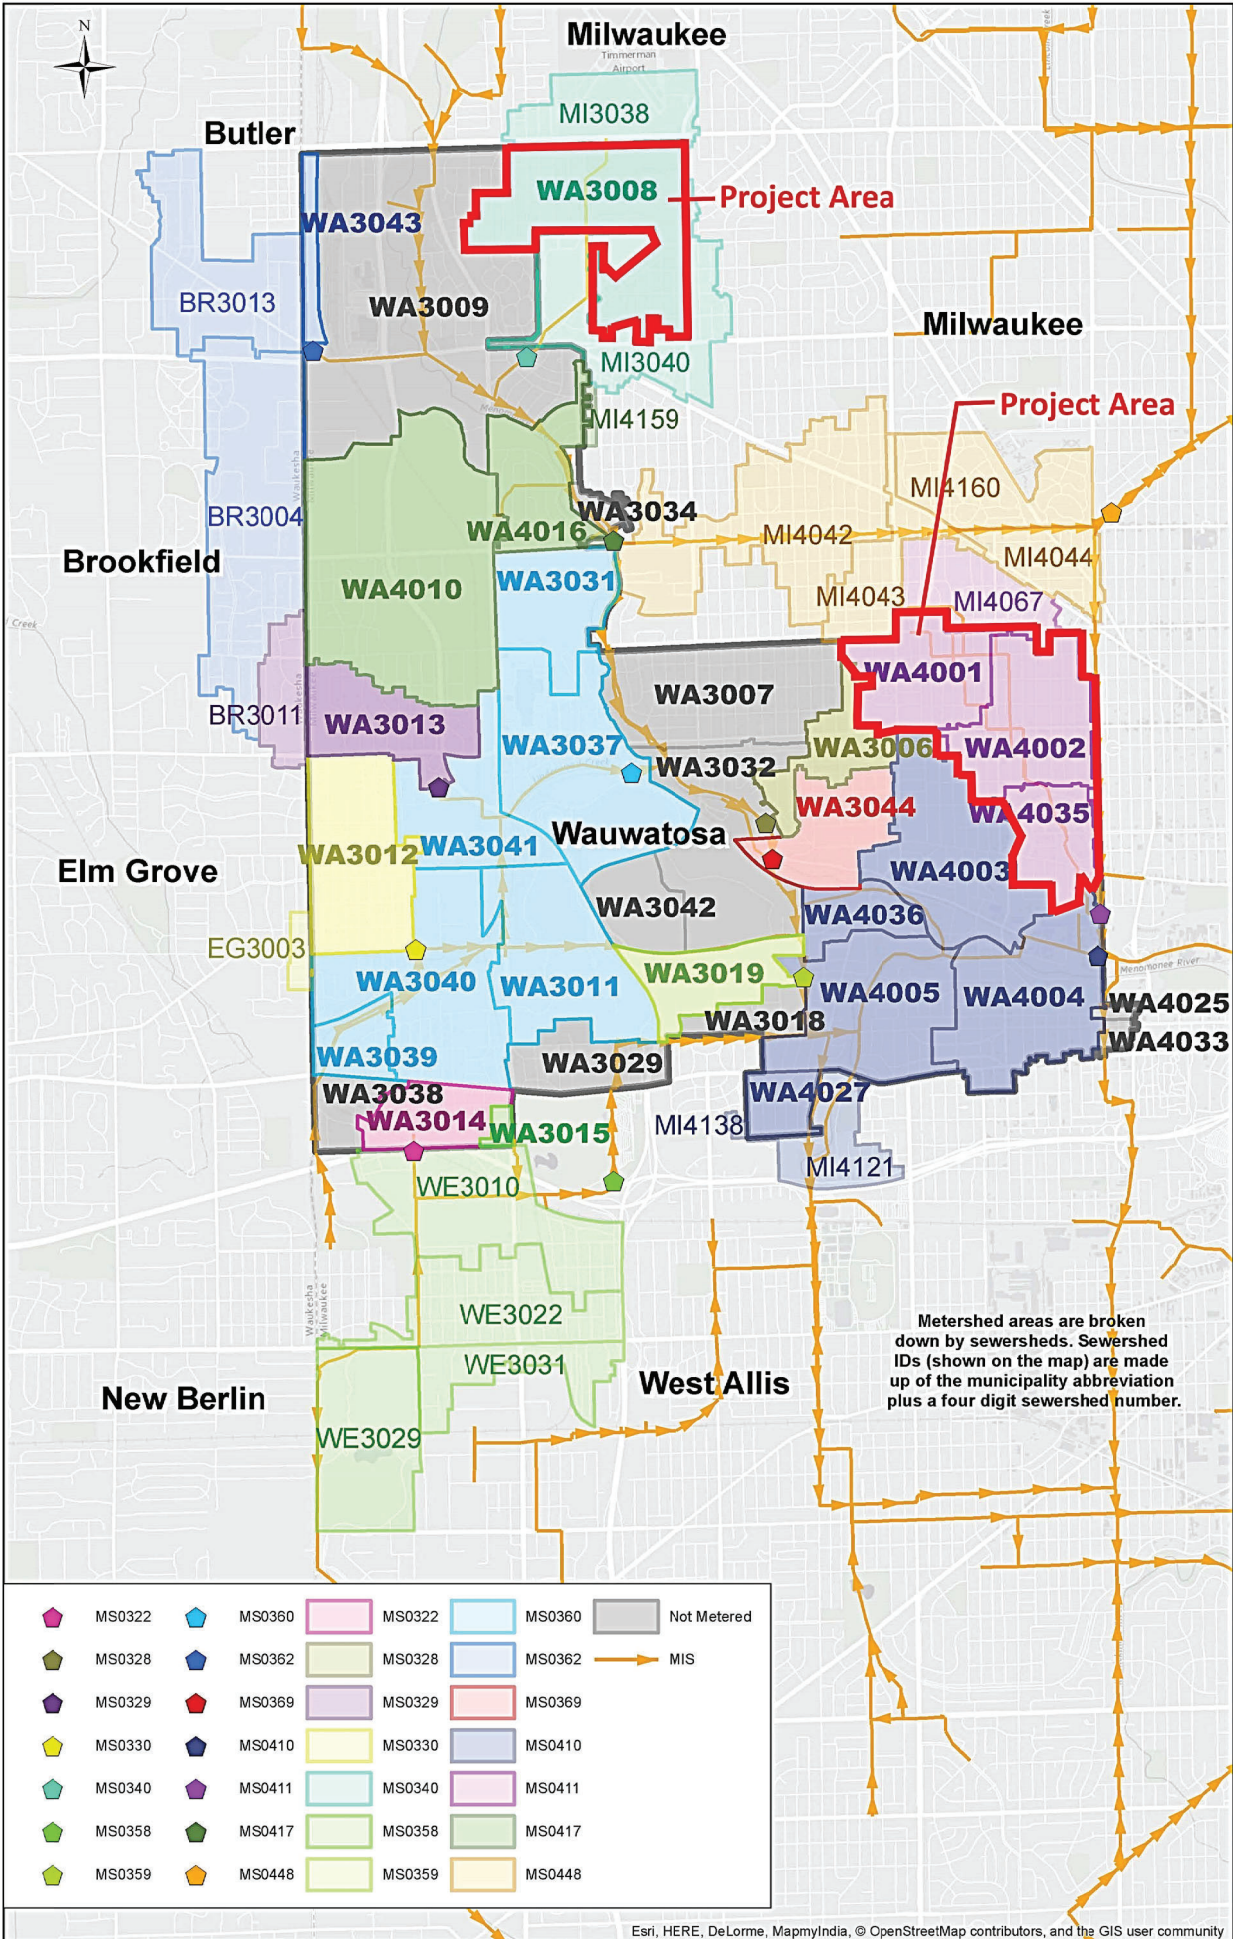 N
Milwaukee
Timmerman
Airport
MI3038
Butler
WA3008
Project Area
WA3043
BR3013
WA3009
Milwaukee
MI3040
Project Area
MI4159
MI4160
WA3034
BR3004
WA4016
MI4042
MI4044
Brookfield
WA3031
WA4010
MI4043
MI4067
WA4001
WA3007
BR3011
WA3013
WA3037
WA3006
WA4002
WA3032
WA3044
WA4035
Wauwatosa
WA3012
WA3041
Elm Grove
WA4003
WA3042
WA4036
EG3003
WA3019
Menomonee River
WA3040
WA3011
WA4005
WA4004
WA4025
WA3018
WA4033
WA3039
WA3029
WA3038
WA4027
WA3014
WA3015
MI4138
MI4121
WE3010
Waukesha
Milwaukee
WE3022
Metershed areas are broken
down by sewersheds. Sewershed
IDs (shown on the map) are made
up of the municipality abbreviation
plus a four digit sewershed number.
WE3031
New Berlin
West Allis
WE3029
MS0322 MS0360 MS0322 MS0360 Not Metered
MS0328 MS0362 MS0328 MS0362 MIS
MS0329 MS0369 MS0329 MS0369
MS0330 MS0410 MS0330 MS0410
MS0340 MS0411 MS0340 MS0411
MS0358 MS0417 MS0358 MS0417
MS0359 MS0448 MS0359 MS0448
Esri, HERE, DeLorme, MapmyIndia, © OpenStreetMap contributors, and the GIS user community